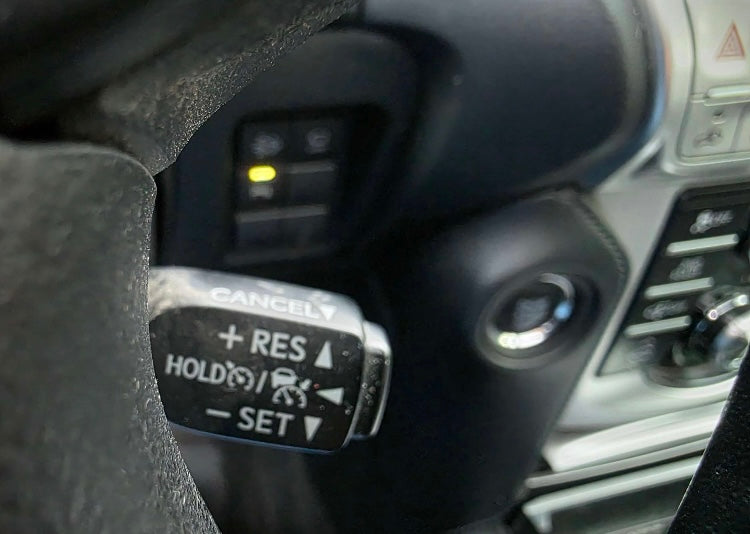 CANCEL▼
+ RES ▲
HOLD / ◄
− SET ▼